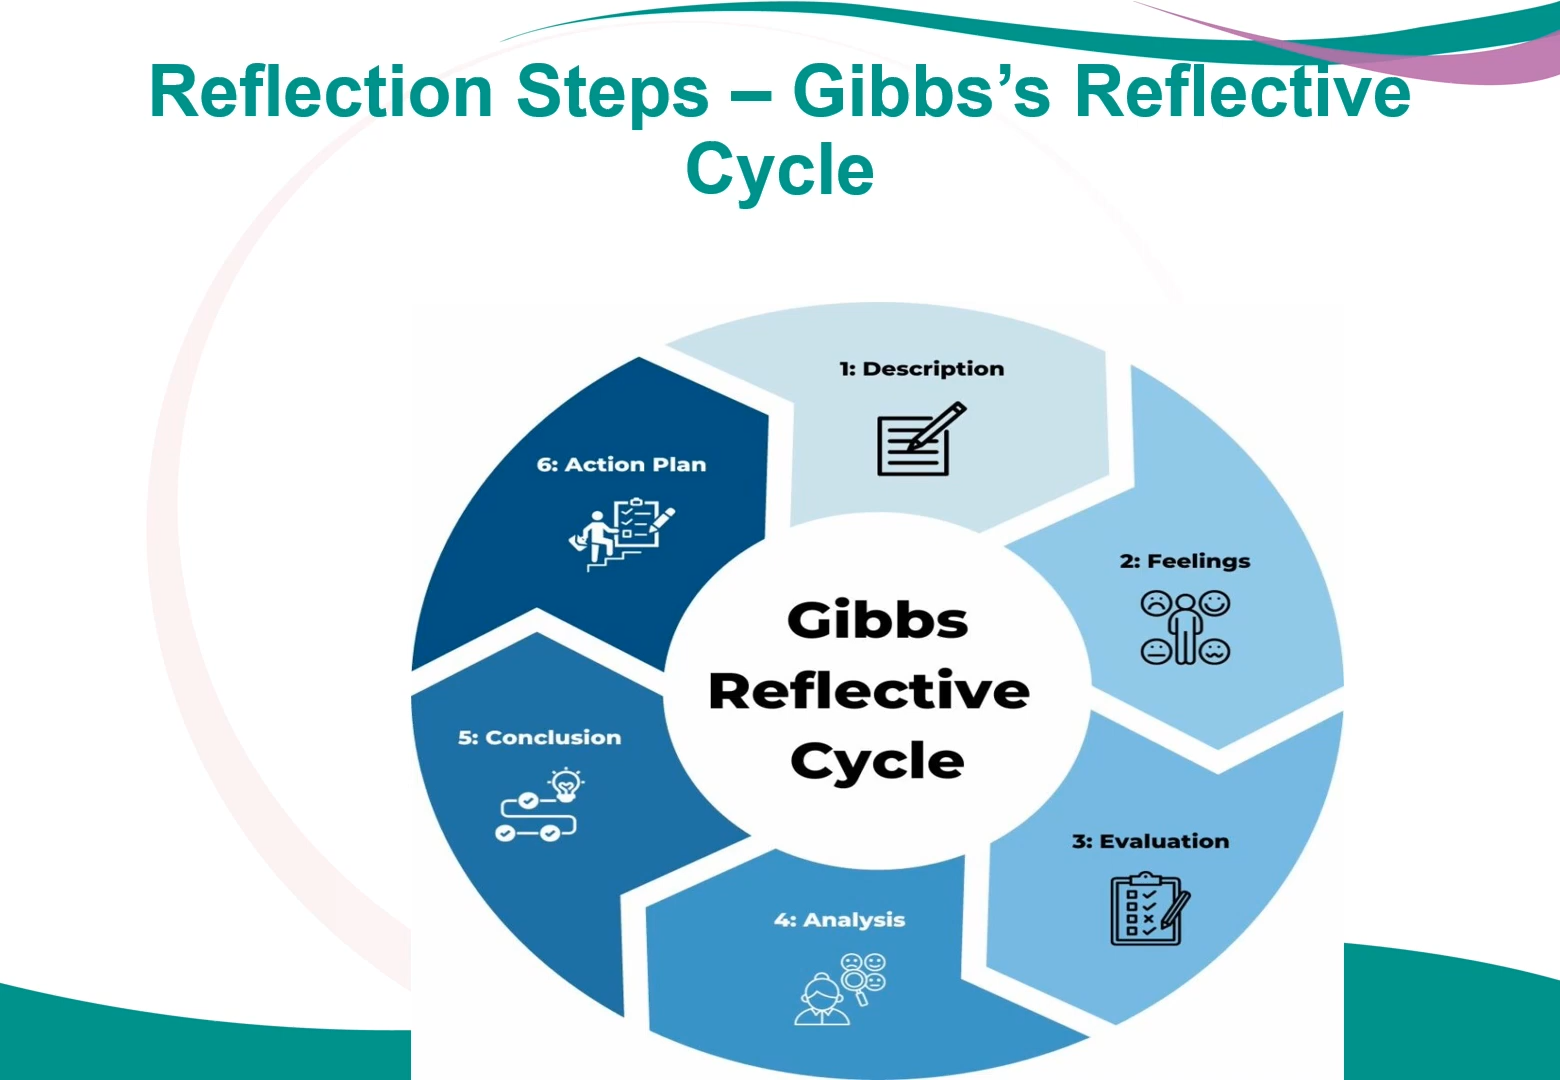 Reflection Steps – Gibbs’s Reflective
Cycle
1: Description
2: Feelings
3: Evaluation
4: Analysis
5: Conclusion
6: Action Plan
Gibbs
Reflective
Cycle